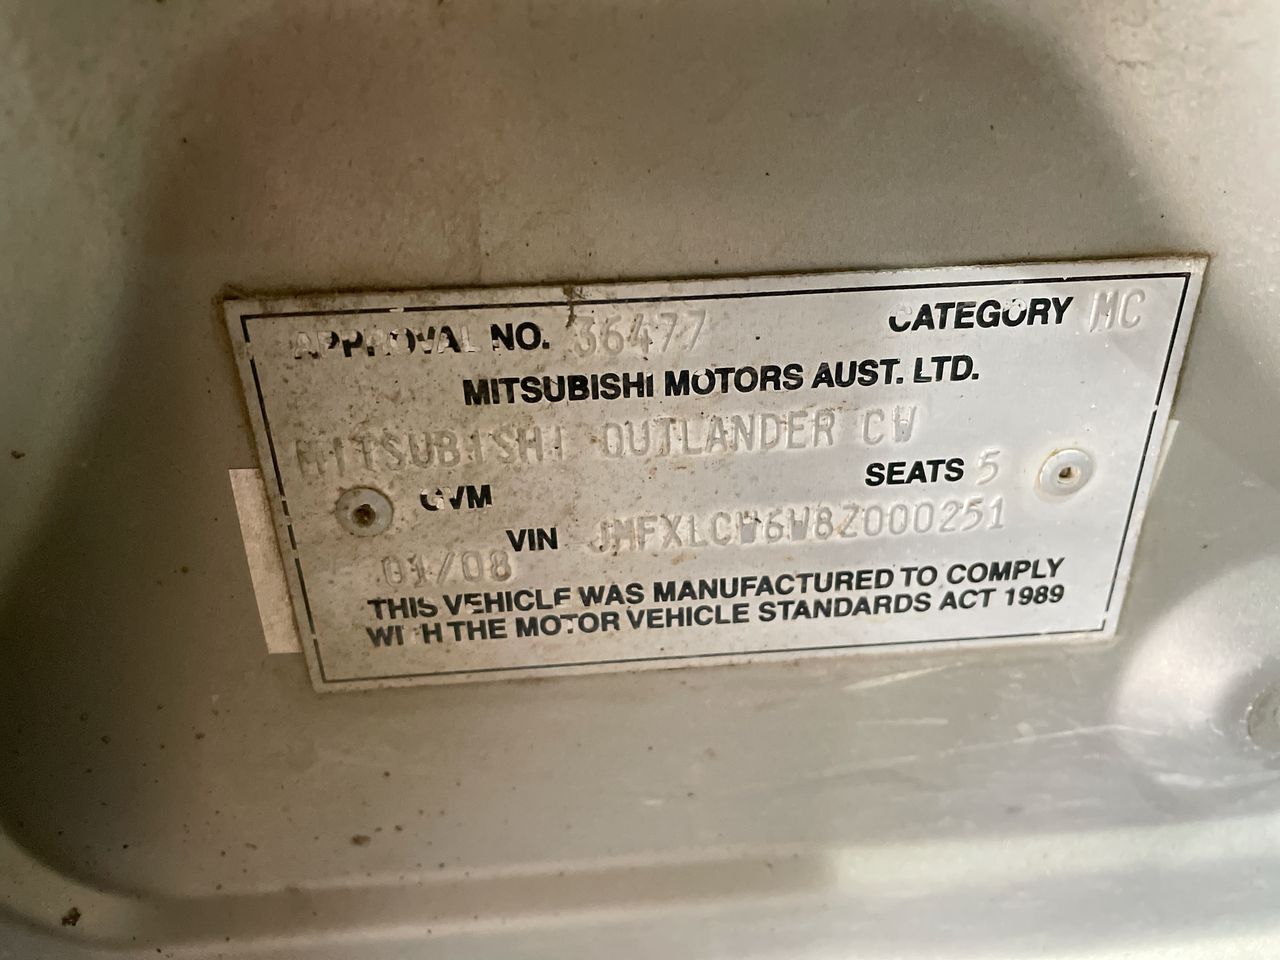 APPROVAL NO. 36477 CATEGORY MC
MITSUBISHI MOTORS AUST. LTD.
MITSUBISHI OUTLANDER CW
GVM SEATS 5
VIN JMFXLCW6W8Z000251
01/08
THIS VEHICLE WAS MANUFACTURED TO COMPLY
WITH THE MOTOR VEHICLE STANDARDS ACT 1989